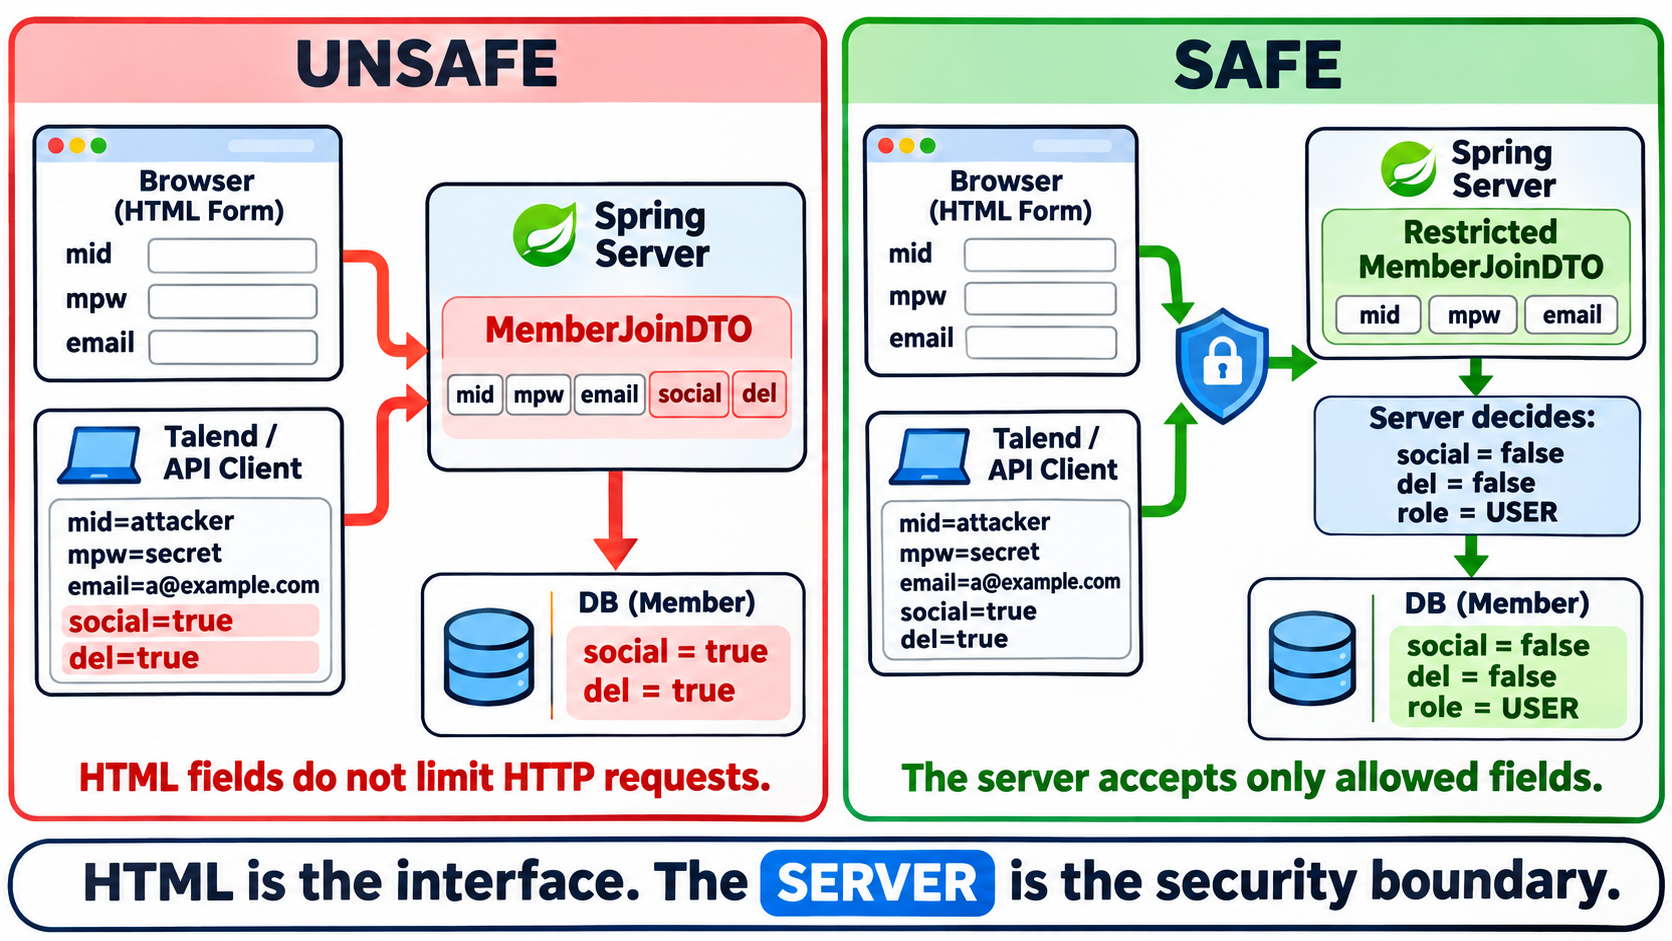 UNSAFE
Browser
(HTML Form)
mid
mpw
email
Talend /
API Client
mid=attacker
mpw=secret
email=a@example.com
social=true
del=true
Spring
Server
MemberJoinDTO
mid mpw email social del
DB (Member)
social = true
del = true
HTML fields do not limit HTTP requests.
SAFE
Browser
(HTML Form)
mid
mpw
email
Talend /
API Client
mid=attacker
mpw=secret
email=a@example.com
social=true
del=true
Spring
Server
Restricted
MemberJoinDTO
mid mpw email
Server decides:
social = false
del = false
role = USER
DB (Member)
social = false
del = false
role = USER
The server accepts only allowed fields.
HTML is the interface. The SERVER is the security boundary.